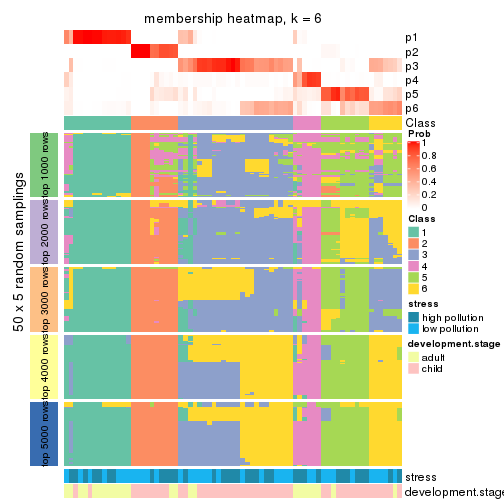 membership heatmap, k = 6
p1
p2
p3
p4
p5
p6
Class
50 x 5 random samplings
top 1000 rows
top 2000 rows
top 3000 rows
top 4000 rows
top 5000 rows
stress
development.stage
Prob
1
0.8
0.6
0.4
0.2
0
Class
1
2
3
4
5
6
stress
high pollution
low pollution
development.stage
adult
child